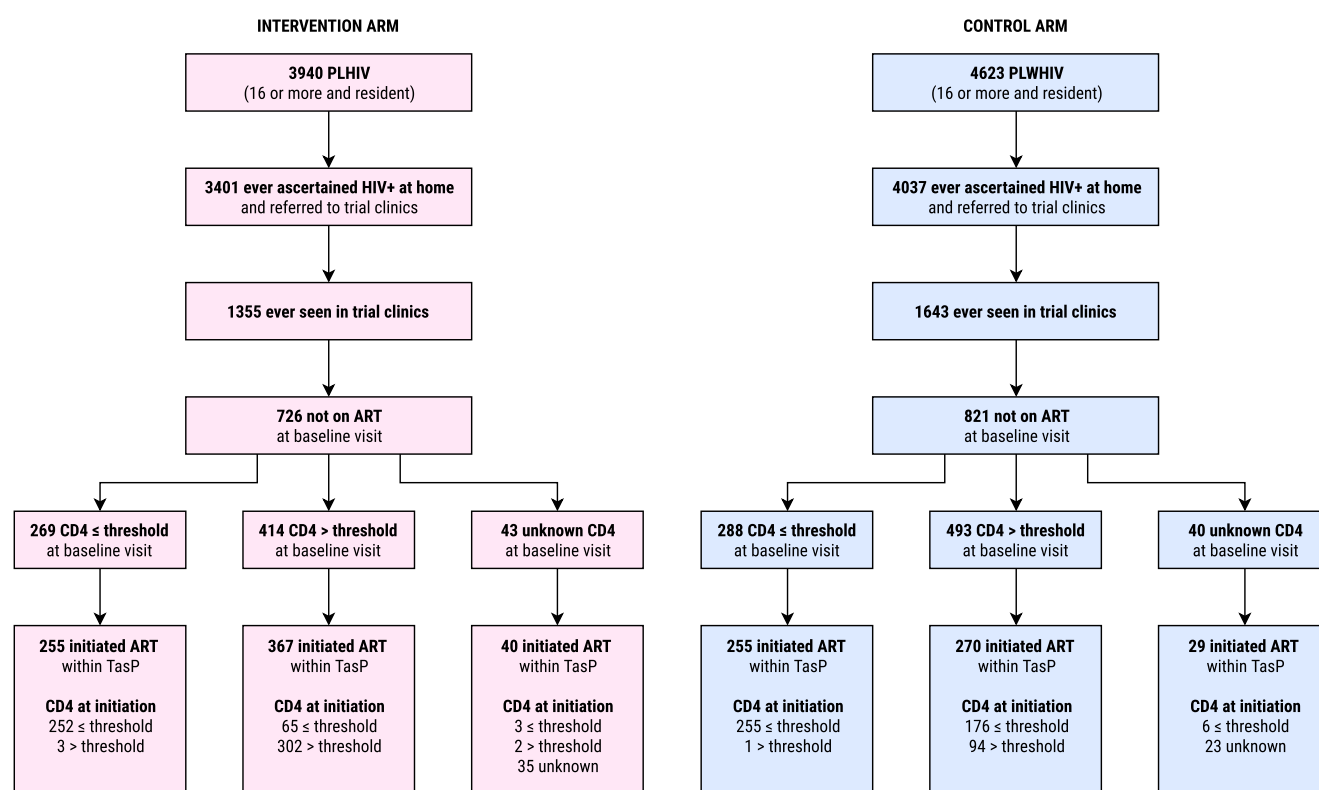 INTERVENTION ARM
3940 PLHIV
(16 or more and resident)
3401 ever ascertained HIV+ at home
and referred to trial clinics
1355 ever seen in trial clinics
726 not on ART
at baseline visit
269 CD4 ≤ threshold
at baseline visit
414 CD4 > threshold
at baseline visit
43 unknown CD4
at baseline visit
255 initiated ART
within TasP
CD4 at initiation
252 ≤ threshold
3 > threshold
367 initiated ART
within TasP
CD4 at initiation
65 ≤ threshold
302 > threshold
40 initiated ART
within TasP
CD4 at initiation
3 ≤ threshold
2 > threshold
35 unknown
CONTROL ARM
4623 PLWHIV
(16 or more and resident)
4037 ever ascertained HIV+ at home
and referred to trial clinics
1643 ever seen in trial clinics
821 not on ART
at baseline visit
288 CD4 ≤ threshold
at baseline visit
493 CD4 > threshold
at baseline visit
40 unknown CD4
at baseline visit
255 initiated ART
within TasP
CD4 at initiation
255 ≤ threshold
1 > threshold
270 initiated ART
within TasP
CD4 at initiation
176 ≤ threshold
94 > threshold
29 initiated ART
within TasP
CD4 at initiation
6 ≤ threshold
23 unknown